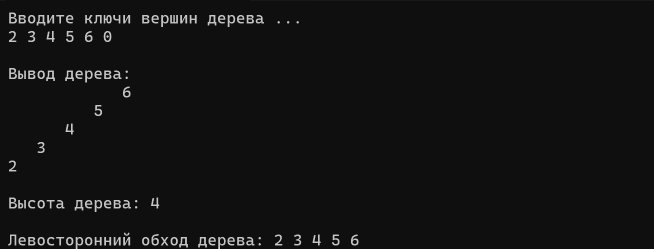 Вводите ключи вершин дерева ...
2 3 4 5 6 0
Вывод дерева:
6
5
4
3
2
Высота дерева: 4
Левосторонний обход дерева: 2 3 4 5 6